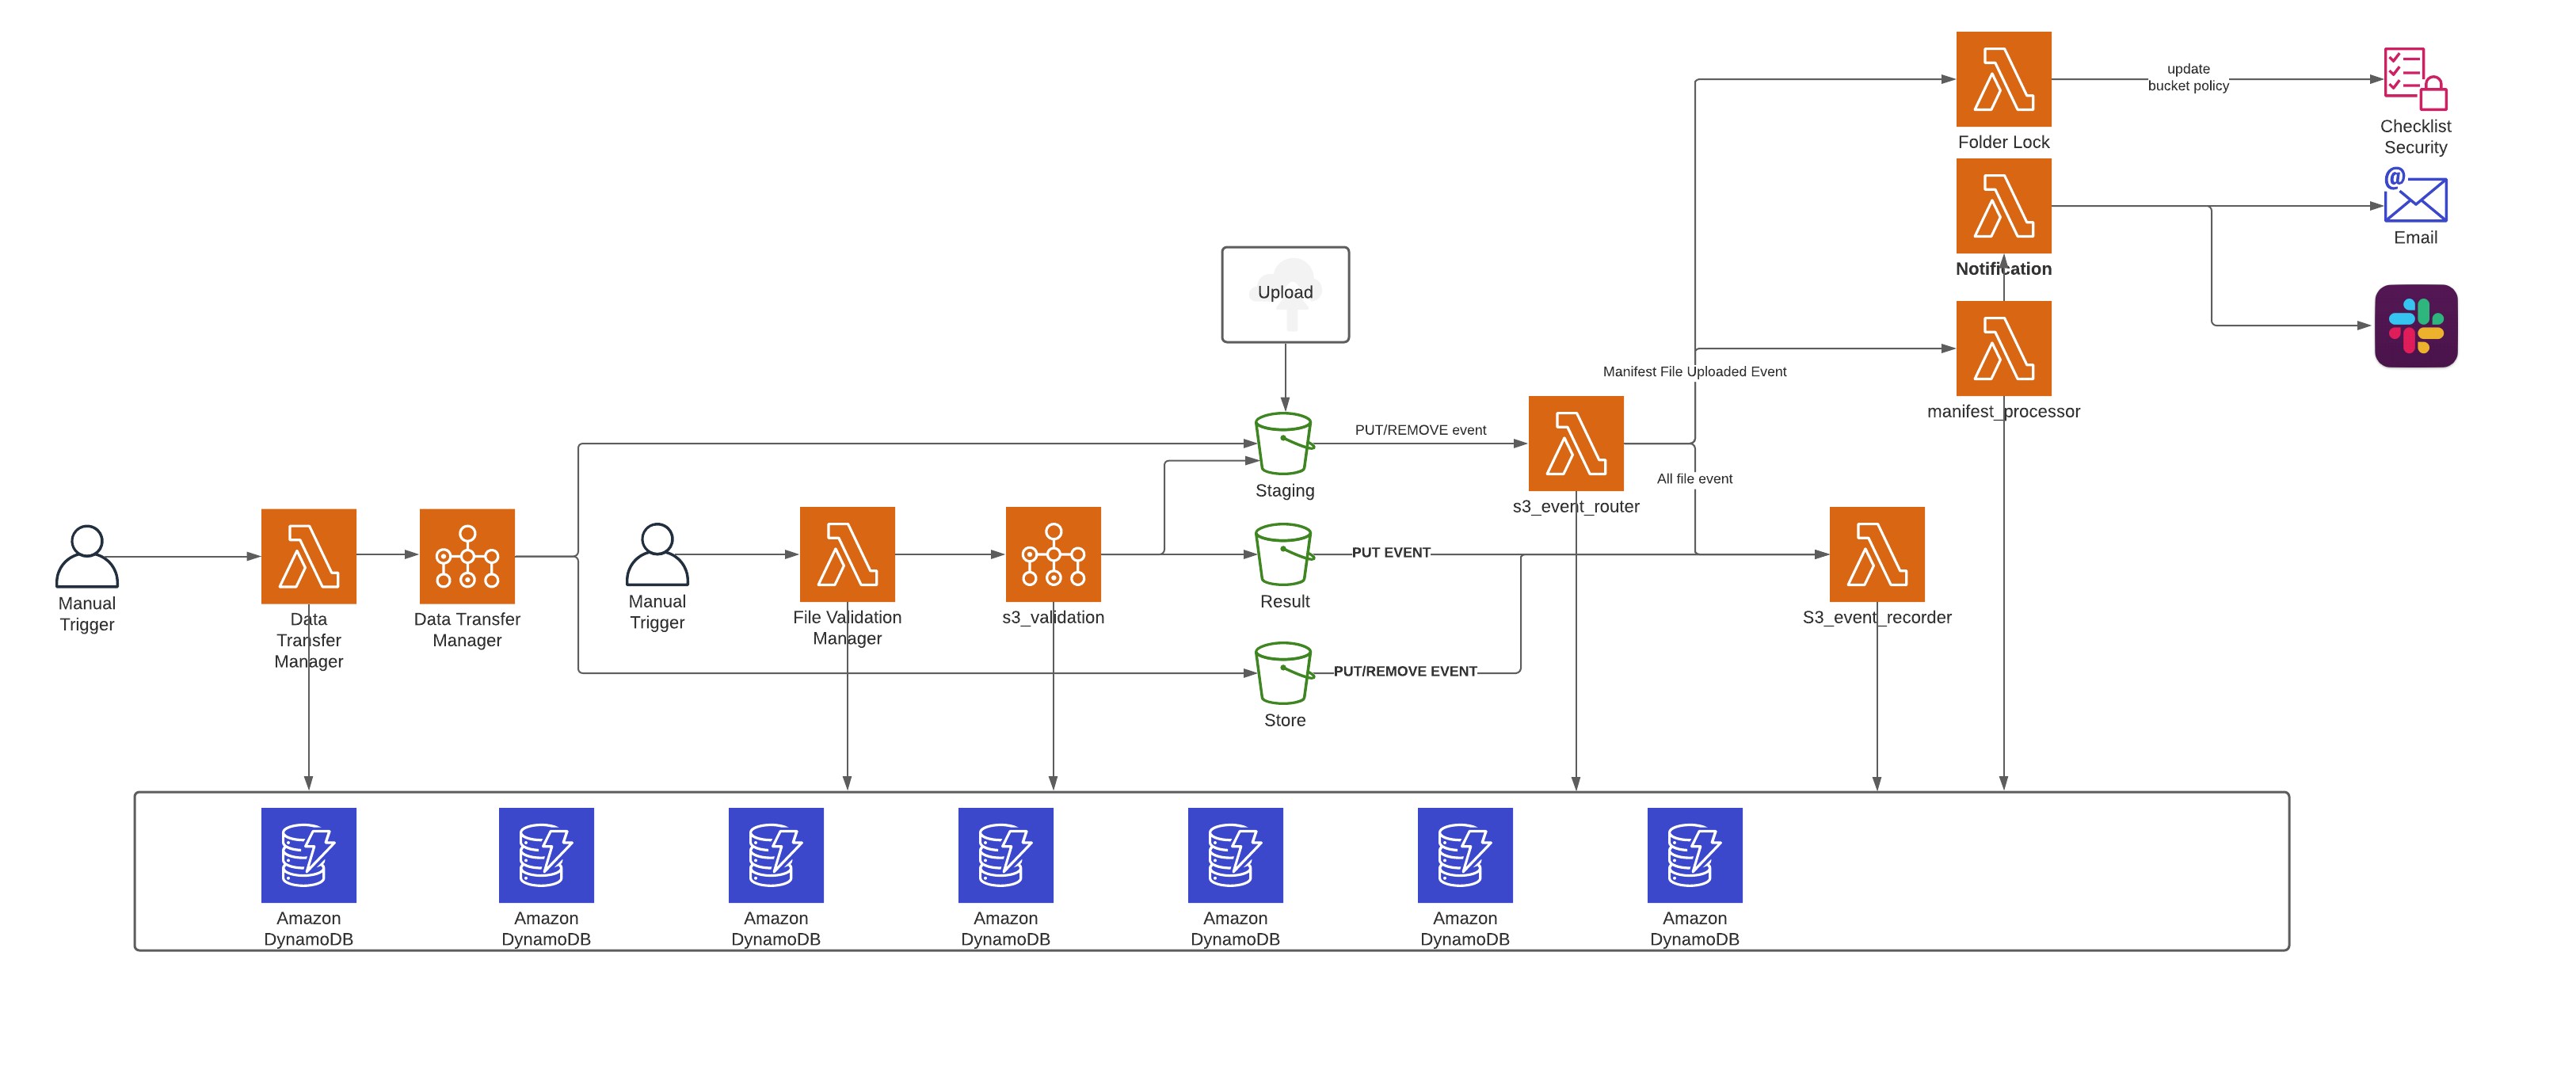 update
bucket policy
Checklist
Security
Folder Lock
Email
Notification
Upload
Manifest File Uploaded Event
manifest_processor
PUT/REMOVE event
All file event
Staging
s3_event_router
PUT EVENT
Manual
Trigger
Data
Transfer
Manager
Data Transfer
Manager
Manual
Trigger
File Validation
Manager
s3_validation
Result
S3_event_recorder
PUT/REMOVE EVENT
Store
Amazon
DynamoDB
Amazon
DynamoDB
Amazon
DynamoDB
Amazon
DynamoDB
Amazon
DynamoDB
Amazon
DynamoDB
Amazon
DynamoDB